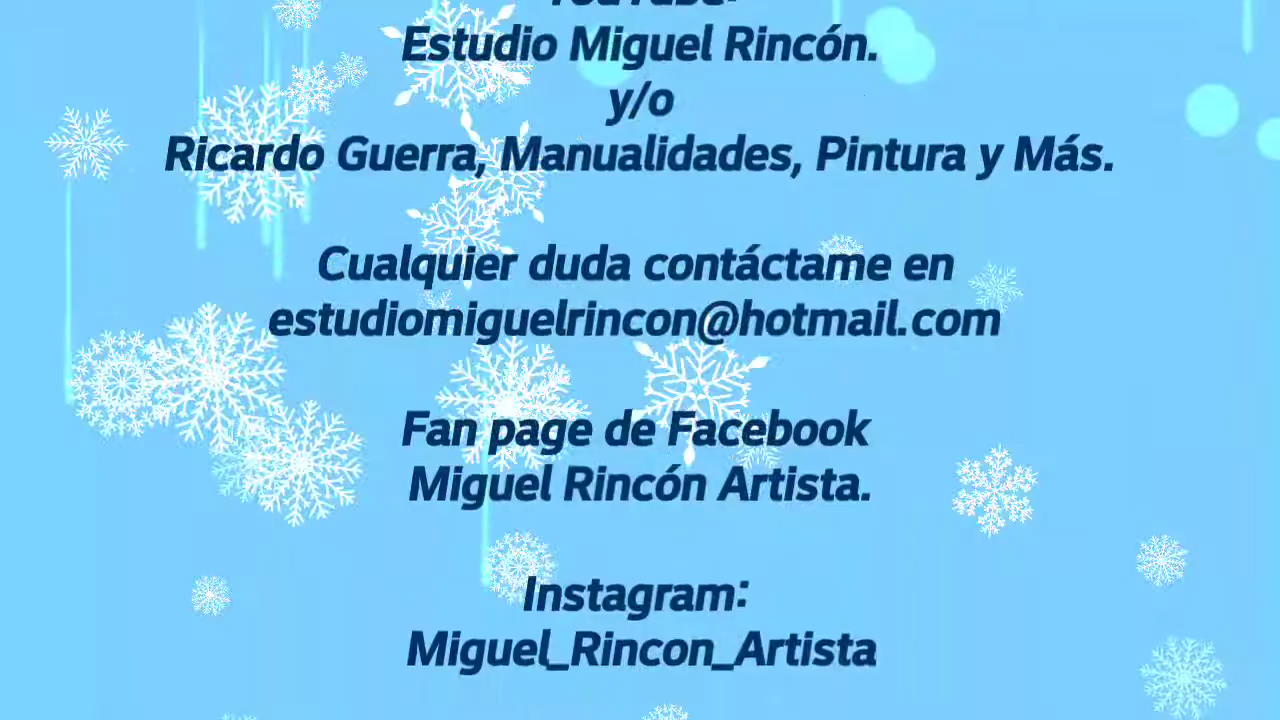 YouTube:
Estudio Miguel Rincón.
y/o
Ricardo Guerra, Manualidades, Pintura y Más.
Cualquier duda contáctame en
estudiomiguelrincon@hotmail.com
Fan page de Facebook
Miguel Rincón Artista.
Instagram:
Miguel_Rincon_Artista